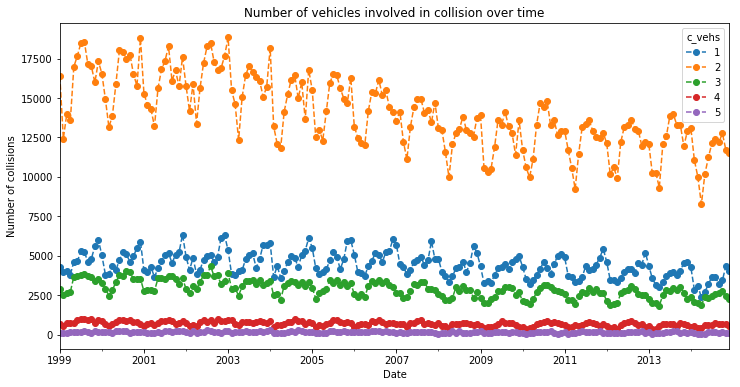 Number of vehicles involved in collision over time
c_vehs
1
2
3
4
5
Number of collisions
17500
15000
12500
10000
7500
5000
2500
0
1999 2001 2003 2005 2007 2009 2011 2013
Date